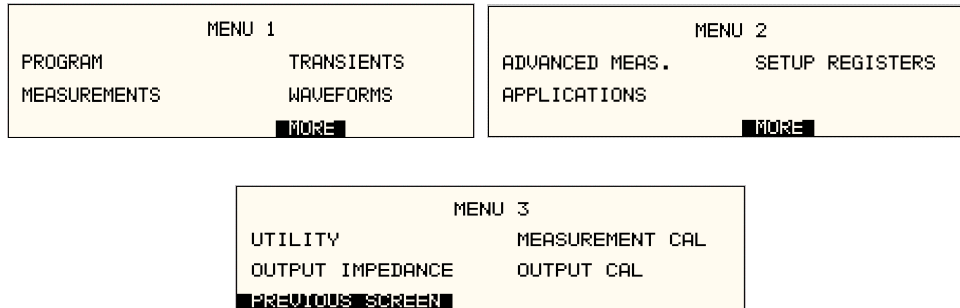 MENU 1
PROGRAM TRANSIENTS
MEASUREMENTS WAVEFORMS
MORE
MENU 2
ADVANCED MEAS. SETUP REGISTERS
APPLICATIONS
MORE
MENU 3
UTILITY MEASUREMENT CAL
OUTPUT IMPEDANCE OUTPUT CAL
PREVIOUS SCREEN